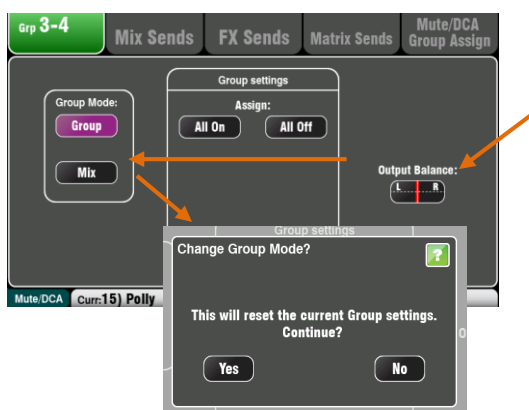 Grp 3-4
Mix Sends
FX Sends
Matrix Sends
Mute/DCA
Group Assign
Group settings
Group Mode:
Assign:
Group
All On
All Off
Mix
Output Balance:
L R
Group settings
Change Group Mode?
?
Mute/DCA
Curr:15) Polly
This will reset the current Group settings.
Continue?
Yes
No